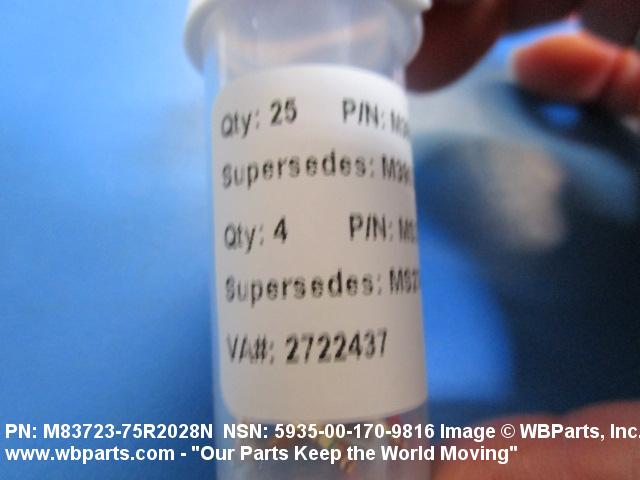 Qty: 25 P/N:
Supersedes:
Qty: 4 P/N:
Supersedes:
VA#: 2722437
PN: M83723-75R2028N NSN: 5935-00-170-9816 Image © WBParts, Inc.
www.wbparts.com - "Our Parts Keep the World Moving"